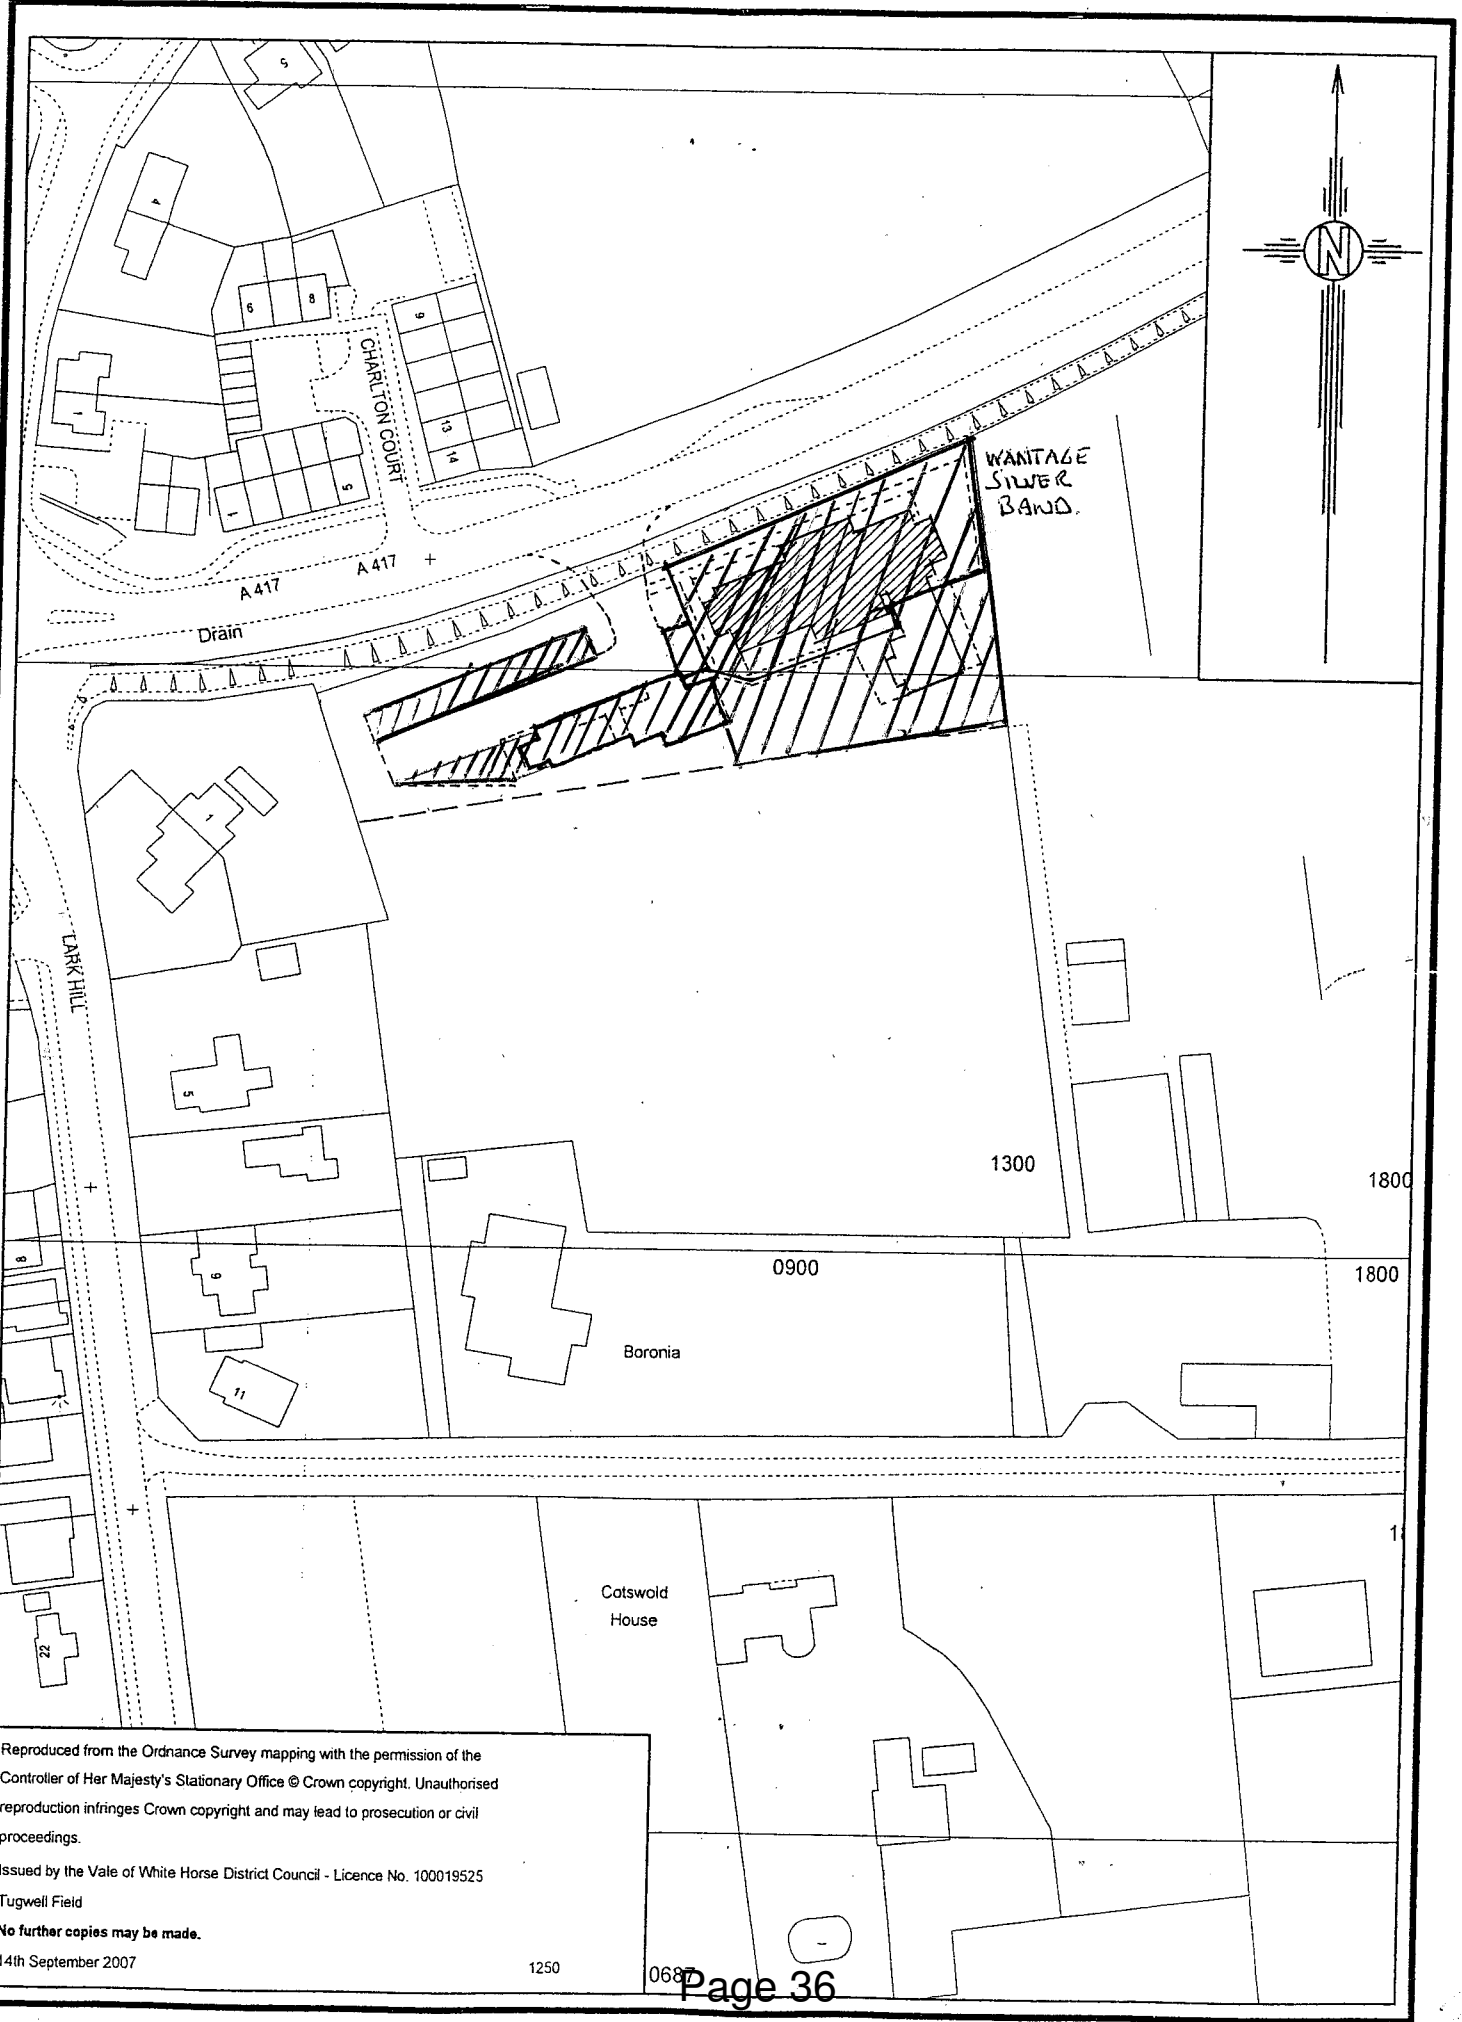 5
4
6
8
9
CHARLTON COURT
1
13
14
1
5
N
WANTAGE
SILVER
BAND.
A 417
A 417
Drain
1
LARK HILL
5
1300
1800
8
9
0900
1800
Boronia
11
Cotswold
House
22
Reproduced from the Ordnance Survey mapping with the permission of the
Controller of Her Majesty's Stationary Office © Crown copyright. Unauthorised
reproduction infringes Crown copyright and may lead to prosecution or civil
proceedings.
Issued by the Vale of White Horse District Council - Licence No. 100019525
Tugwell Field
No further copies may be made.
14th September 2007
1250
0687
Page 36